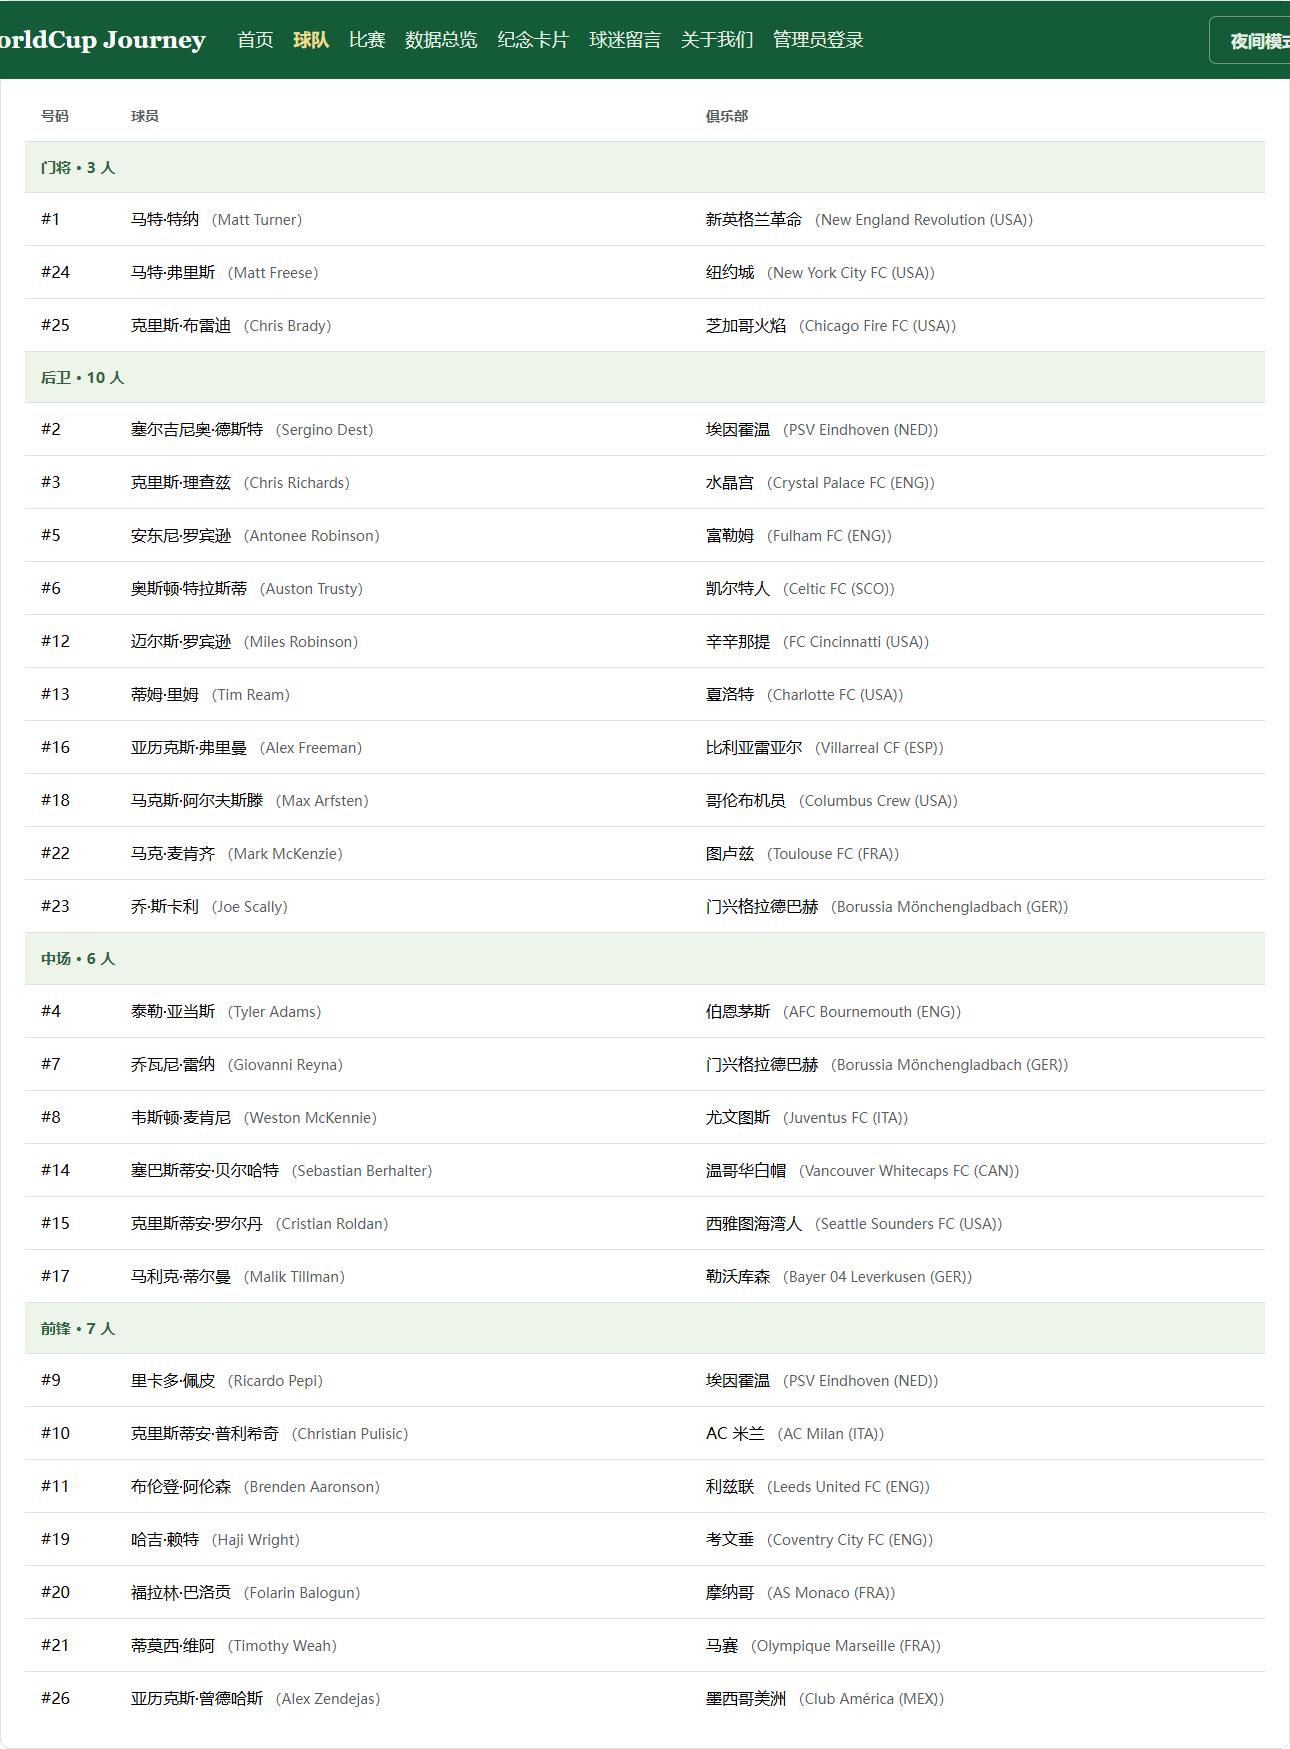 orldCup Journey 首页 球队 比赛 数据总览 纪念卡片 球迷留言 关于我们 管理员登录 夜间模式
号码 球员 俱乐部
门将 • 3 人
#1 马特·特纳 （Matt Turner） 新英格兰革命 （New England Revolution (USA)）
#24 马特·弗里斯 （Matt Freese） 纽约城 （New York City FC (USA)）
#25 克里斯·布雷迪 （Chris Brady） 芝加哥火焰 （Chicago Fire FC (USA)）
后卫 • 10 人
#2 塞尔吉尼奥·德斯特 （Sergino Dest） 埃因霍温 （PSV Eindhoven (NED)）
#3 克里斯·理查兹 （Chris Richards） 水晶宫 （Crystal Palace FC (ENG)）
#5 安东尼·罗宾逊 （Antonee Robinson） 富勒姆 （Fulham FC (ENG)）
#6 奥斯顿·特拉斯蒂 （Auston Trusty） 凯尔特人 （Celtic FC (SCO)）
#12 迈尔斯·罗宾逊 （Miles Robinson） 辛辛那提 （FC Cincinnati (USA)）
#13 蒂姆·里姆 （Tim Ream） 夏洛特 （Charlotte FC (USA)）
#16 亚历克斯·弗里曼 （Alex Freeman） 比利亚雷亚尔 （Villarreal CF (ESP)）
#18 马克斯·阿尔夫斯滕 （Max Arfsten） 哥伦布机员 （Columbus Crew (USA)）
#22 马克·麦肯齐 （Mark McKenzie） 图卢兹 （Toulouse FC (FRA)）
#23 乔·斯卡利 （Joe Scally） 门兴格拉德巴赫 （Borussia Mönchengladbach (GER)）
中场 • 6 人
#4 泰勒·亚当斯 （Tyler Adams） 伯恩茅斯 （AFC Bournemouth (ENG)）
#7 乔瓦尼·雷纳 （Giovanni Reyna） 门兴格拉德巴赫 （Borussia Mönchengladbach (GER)）
#8 韦斯顿·麦肯尼 （Weston McKennie） 尤文图斯 （Juventus FC (ITA)）
#14 塞巴斯蒂安·贝尔哈特 （Sebastian Berhalter） 温哥华白帽 （Vancouver Whitecaps FC (CAN)）
#15 克里斯蒂安·罗尔丹 （Cristian Roldan） 西雅图海湾人 （Seattle Sounders FC (USA)）
#17 马利克·蒂尔曼 （Malik Tillman） 勒沃库森 （Bayer 04 Leverkusen (GER)）
前锋 • 7 人
#9 里卡多·佩皮 （Ricardo Pepi） 埃因霍温 （PSV Eindhoven (NED)）
#10 克里斯蒂安·普利希奇 （Christian Pulisic） AC 米兰 （AC Milan (ITA)）
#11 布伦登·阿伦森 （Brenden Aaronson） 利兹联 （Leeds United FC (ENG)）
#19 哈吉·赖特 （Haji Wright） 考文垂 （Coventry City FC (ENG)）
#20 福拉林·巴洛贡 （Folarin Balogun） 摩纳哥 （AS Monaco (FRA)）
#21 蒂莫西·维阿 （Timothy Weah） 马赛 （Olympique Marseille (FRA)）
#26 亚历克斯·曾德哈斯 （Alex Zendejas） 墨西哥美洲 （Club América (MEX)）